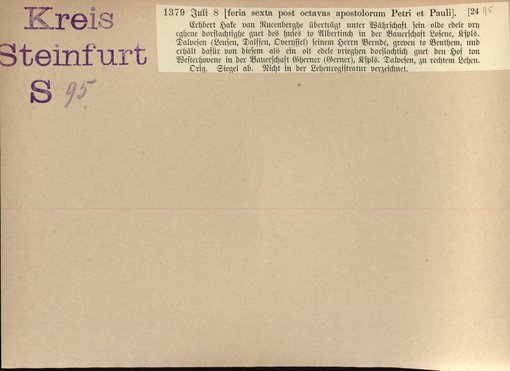 Kreis
Steinfurt
S 95
1379 Juli 8 [feria sexta post octavas apostolorum Petri et Pauli]. [24 95
Echbert Hake van Rucenberghe überträgt unter Währschaft sein olde edele vry
eghene dorslachtighe guet des huses to Albertinch in der Bauerschaft Losene, Kspls.
Dalvesen (Leusen, Dalfsen, Overyssel) seinem Herrn Bernde, greven to Benthem, und
erhält dafür von diesem als ein olt edele vrieghen dorslachtich guet den Hof ton
Westerhovene in der Bauerschaft Gherner (Gerner), Kspls. Dalvesen, zu rechtem Lehen.
Orig. Siegel ab. Nicht in der Lehenregistratur verzeichnet.